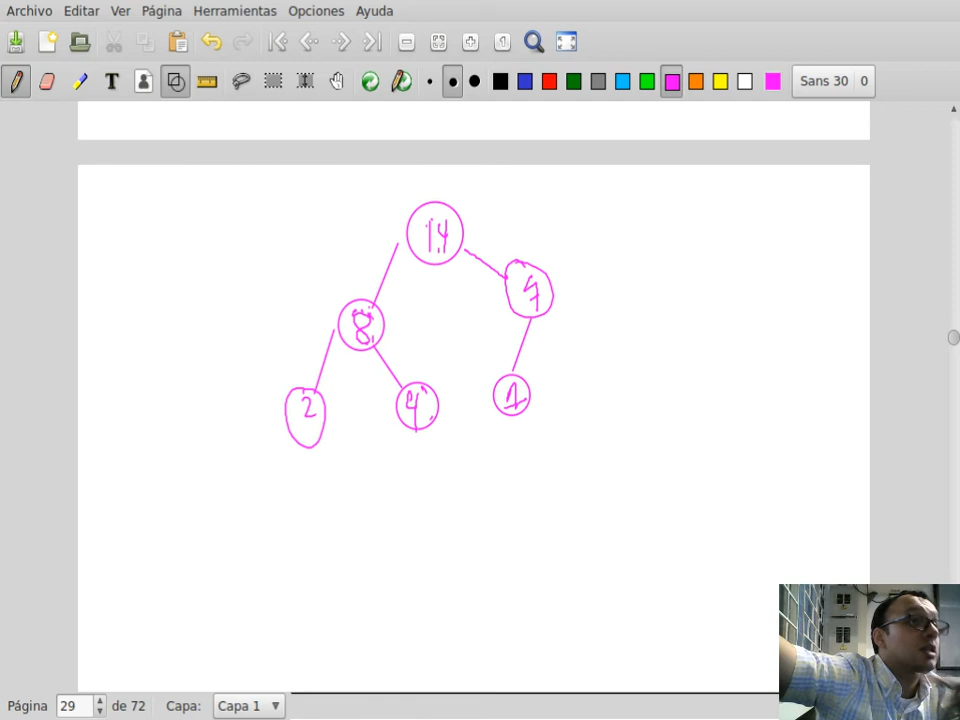 Archivo Editar Ver Página Herramientas Opciones Ayuda
T Sans 30 0
14
8
2 4 1
Página 29 de 72 Capa: Capa 1